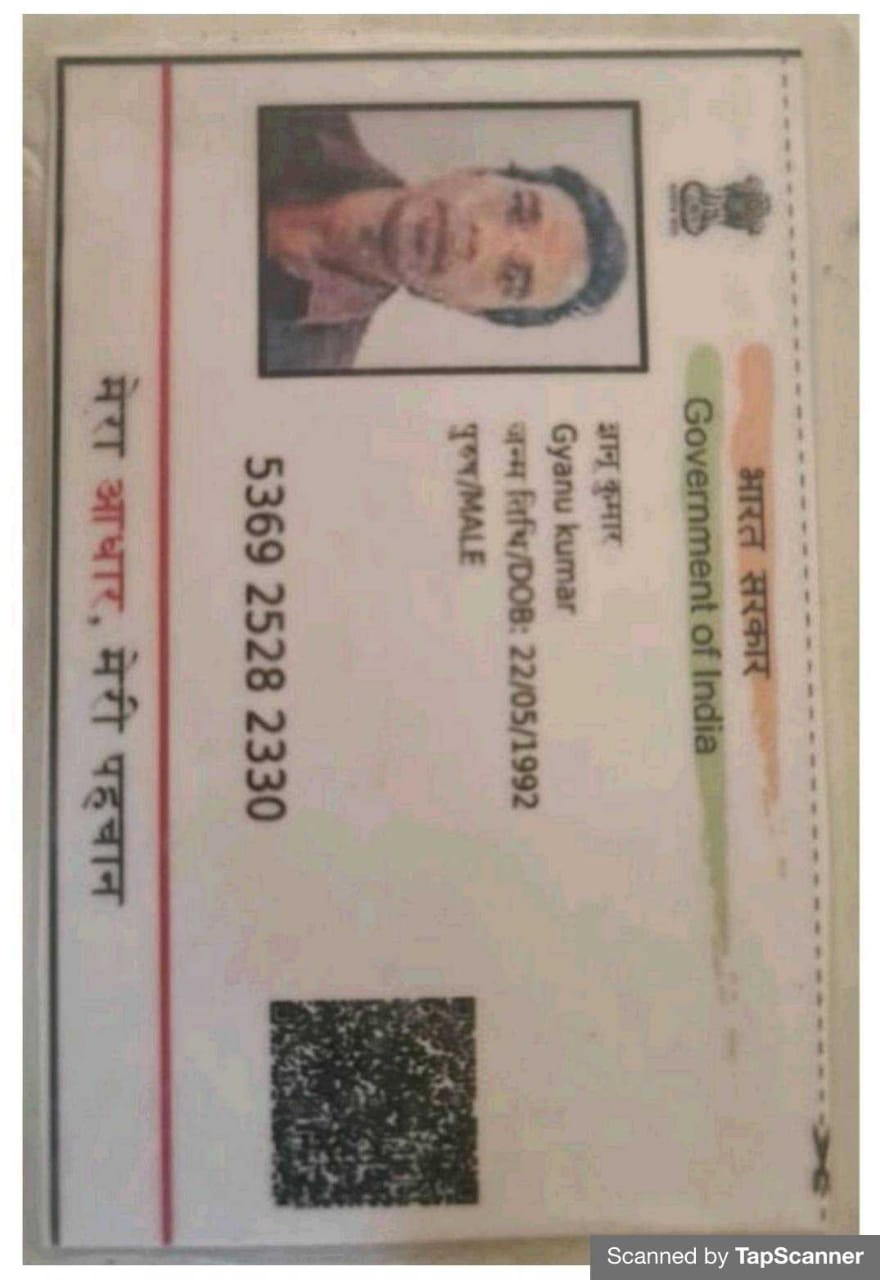 भारत सरकार
Government of India
ज्ञानु कुमार
Gyanu kumar
जन्म तिथि/DOB: 22/05/1992
पुरुष/MALE
5369 2528 2330
मेरा आधार, मेरी पहचान
Scanned by TapScanner